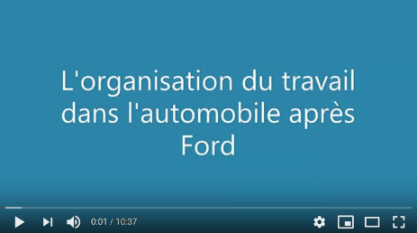 L'organisation du travail
dans l'automobile après
Ford
0:01 / 10:37